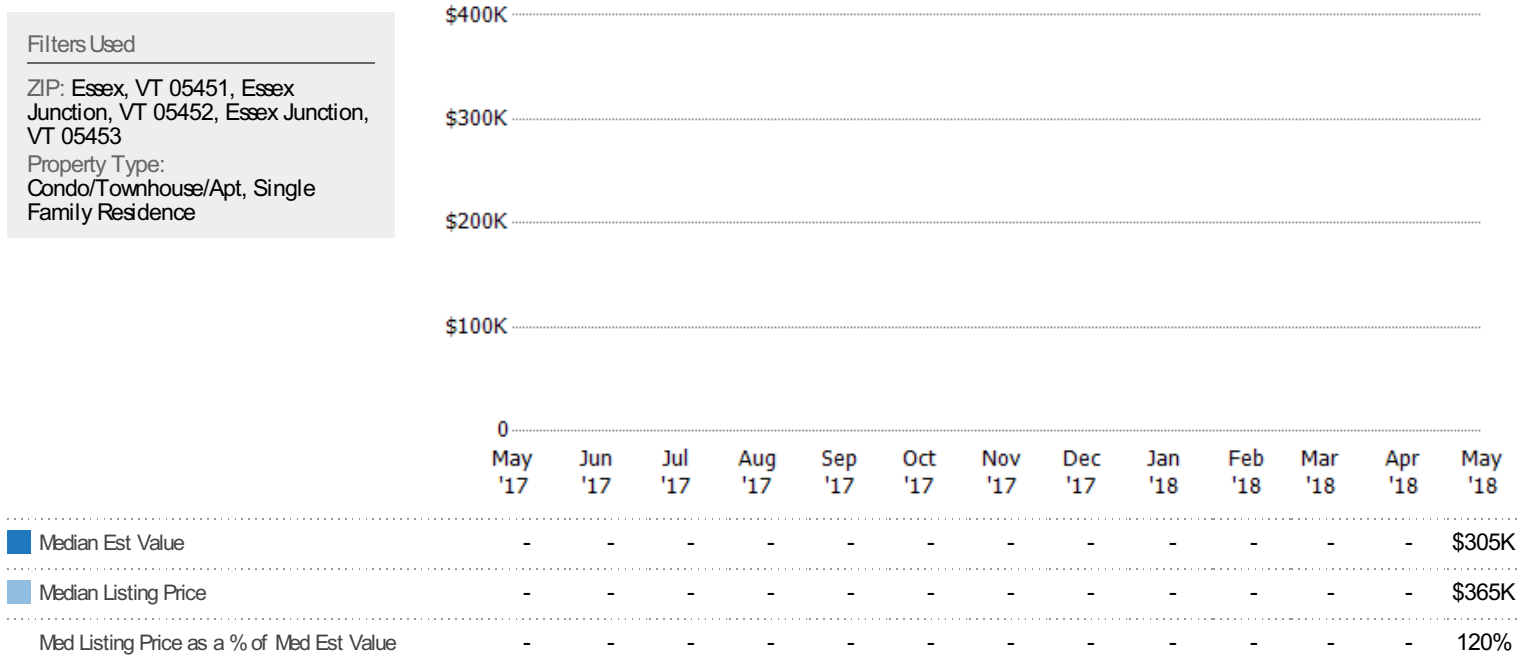 Filters Used
ZIP: Essex, VT 05451, Essex
Junction, VT 05452, Essex Junction,
VT 05453
Property Type:
Condo/Townhouse/Apt, Single
Family Residence
$400K
$300K
$200K
$100K
0
May Jun Jul Aug Sep Oct Nov Dec Jan Feb Mar Apr May
'17 '17 '17 '17 '17 '17 '17 '17 '18 '18 '18 '18 '18
Median Est Value - - - - - - - - - - - - $305K
Median Listing Price - - - - - - - - - - - - $365K
Med Listing Price as a % of Med Est Value - - - - - - - - - - - - 120%